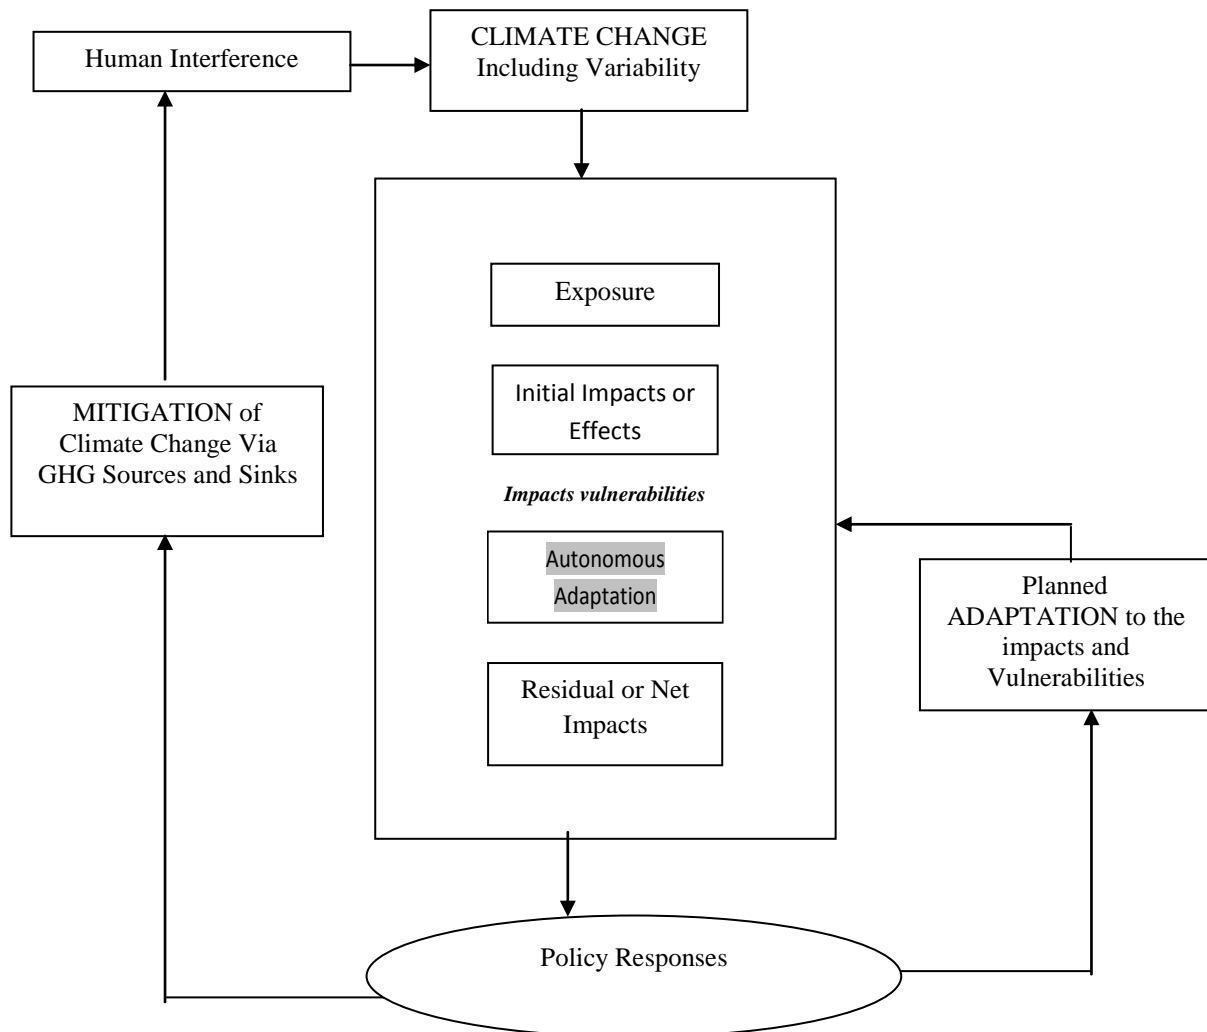 Human Interference
CLIMATE CHANGE
Including Variability
Exposure
Initial Impacts or
Effects
Impacts vulnerabilities
Autonomous
Adaptation
Residual or Net
Impacts
MITIGATION of
Climate Change Via
GHG Sources and Sinks
Planned
ADAPTATION to the
impacts and
Vulnerabilities
Policy Responses